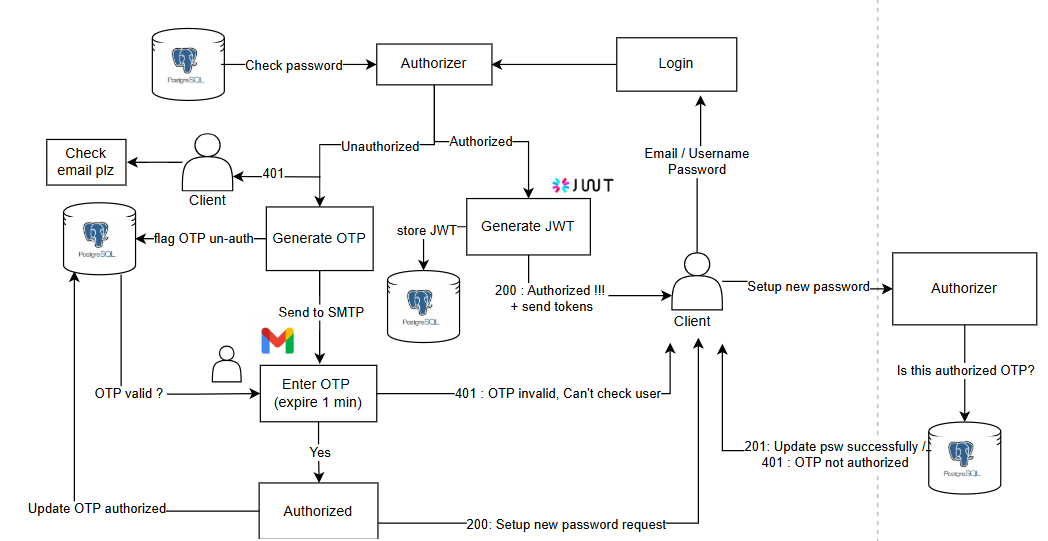 PostgreSQL
Check password
Authorizer
Login
Unauthorized
Authorized
Email / Username
Password
Check
email plz
401
Client
JWT
Generate OTP
flag OTP un-auth
PostgreSQL
Generate JWT
store JWT
PostgreSQL
200 : Authorized !!!
+ send tokens
Client
Setup new password
Authorizer
Send to SMTP
Is this authorized OTP?
OTP valid ?
Enter OTP
(expire 1 min)
401 : OTP invalid, Can't check user
201: Update psw successfully /
401 : OTP not authorized
PostgreSQL
Yes
Update OTP authorized
Authorized
200: Setup new password request